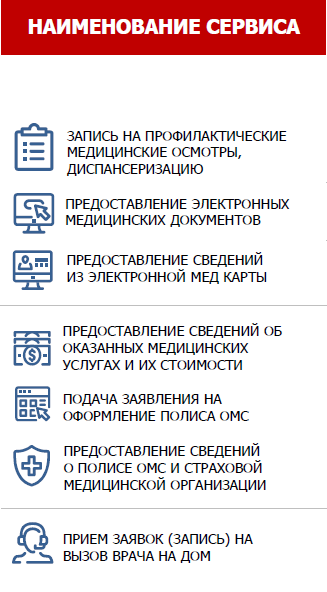 НАИМЕНОВАНИЕ СЕРВИСА
ЗАПИСЬ НА ПРОФИЛАКТИЧЕСКИЕ
МЕДИЦИНСКИЕ ОСМОТРЫ,
ДИСПАНСЕРИЗАЦИЮ
ПРЕДОСТАВЛЕНИЕ ЭЛЕКТРОННЫХ
МЕДИЦИНСКИХ ДОКУМЕНТОВ
ПРЕДОСТАВЛЕНИЕ СВЕДЕНИЙ
ИЗ ЭЛЕКТРОННОЙ МЕД КАРТЫ
ПРЕДОСТАВЛЕНИЕ СВЕДЕНИЙ ОБ
ОКАЗАННЫХ МЕДИЦИНСКИХ
УСЛУГАХ И ИХ СТОИМОСТИ
ПОДАЧА ЗАЯВЛЕНИЯ НА
ОФОРМЛЕНИЕ ПОЛИСА ОМС
ПРЕДОСТАВЛЕНИЕ СВЕДЕНИЙ
О ПОЛИСЕ ОМС И СТРАХОВОЙ
МЕДИЦИНСКОЙ ОРГАНИЗАЦИИ
ПРИЕМ ЗАЯВОК (ЗАПИСЬ) НА
ВЫЗОВ ВРАЧА НА ДОМ